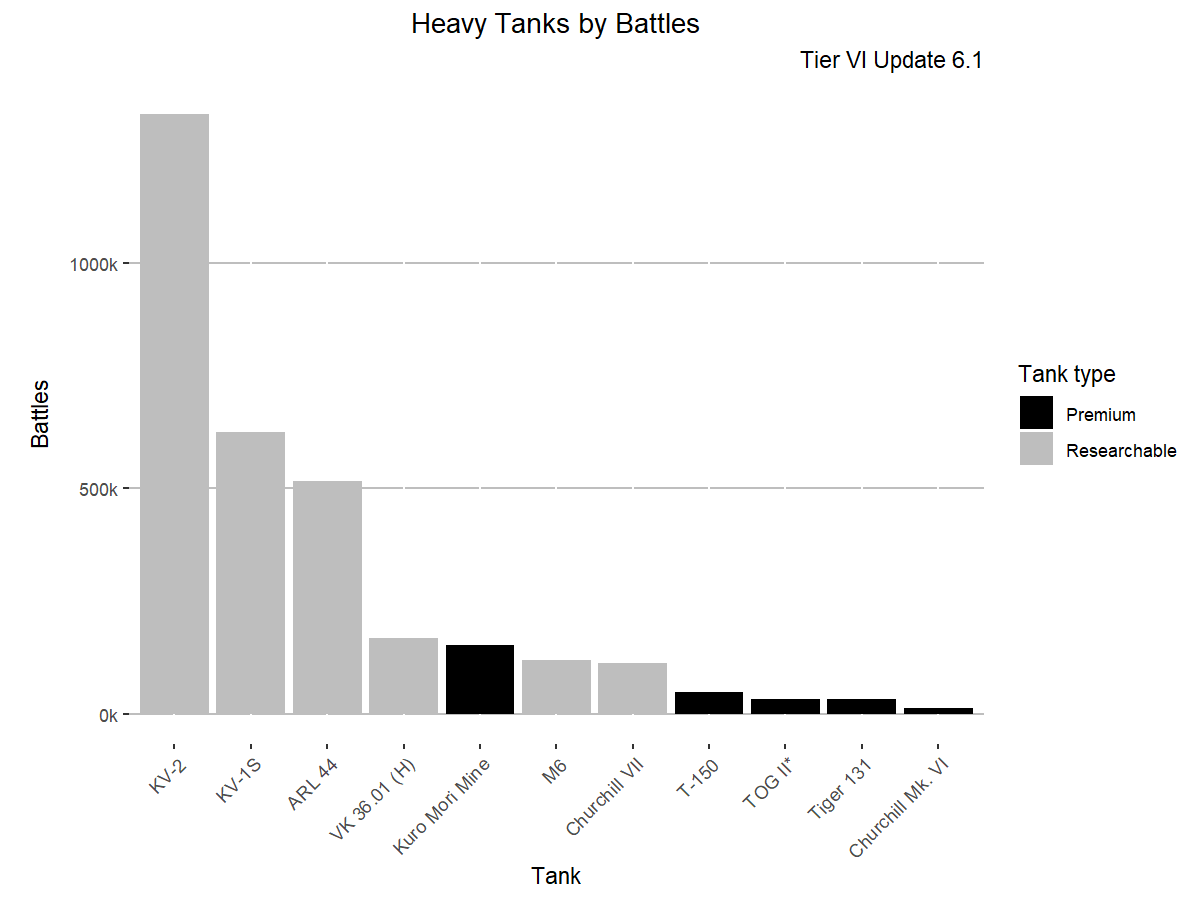 Heavy Tanks by Battles
Tier VI Update 6.1
Battles
1000k
500k
0k
KV-2
KV-1S
ARL 44
VK 36.01 (H)
Kuro Mori Mine
M6
Churchill VII
T-150
TOG II*
Tiger 131
Churchill Mk. VI
Tank
Tank type
Premium
Researchable